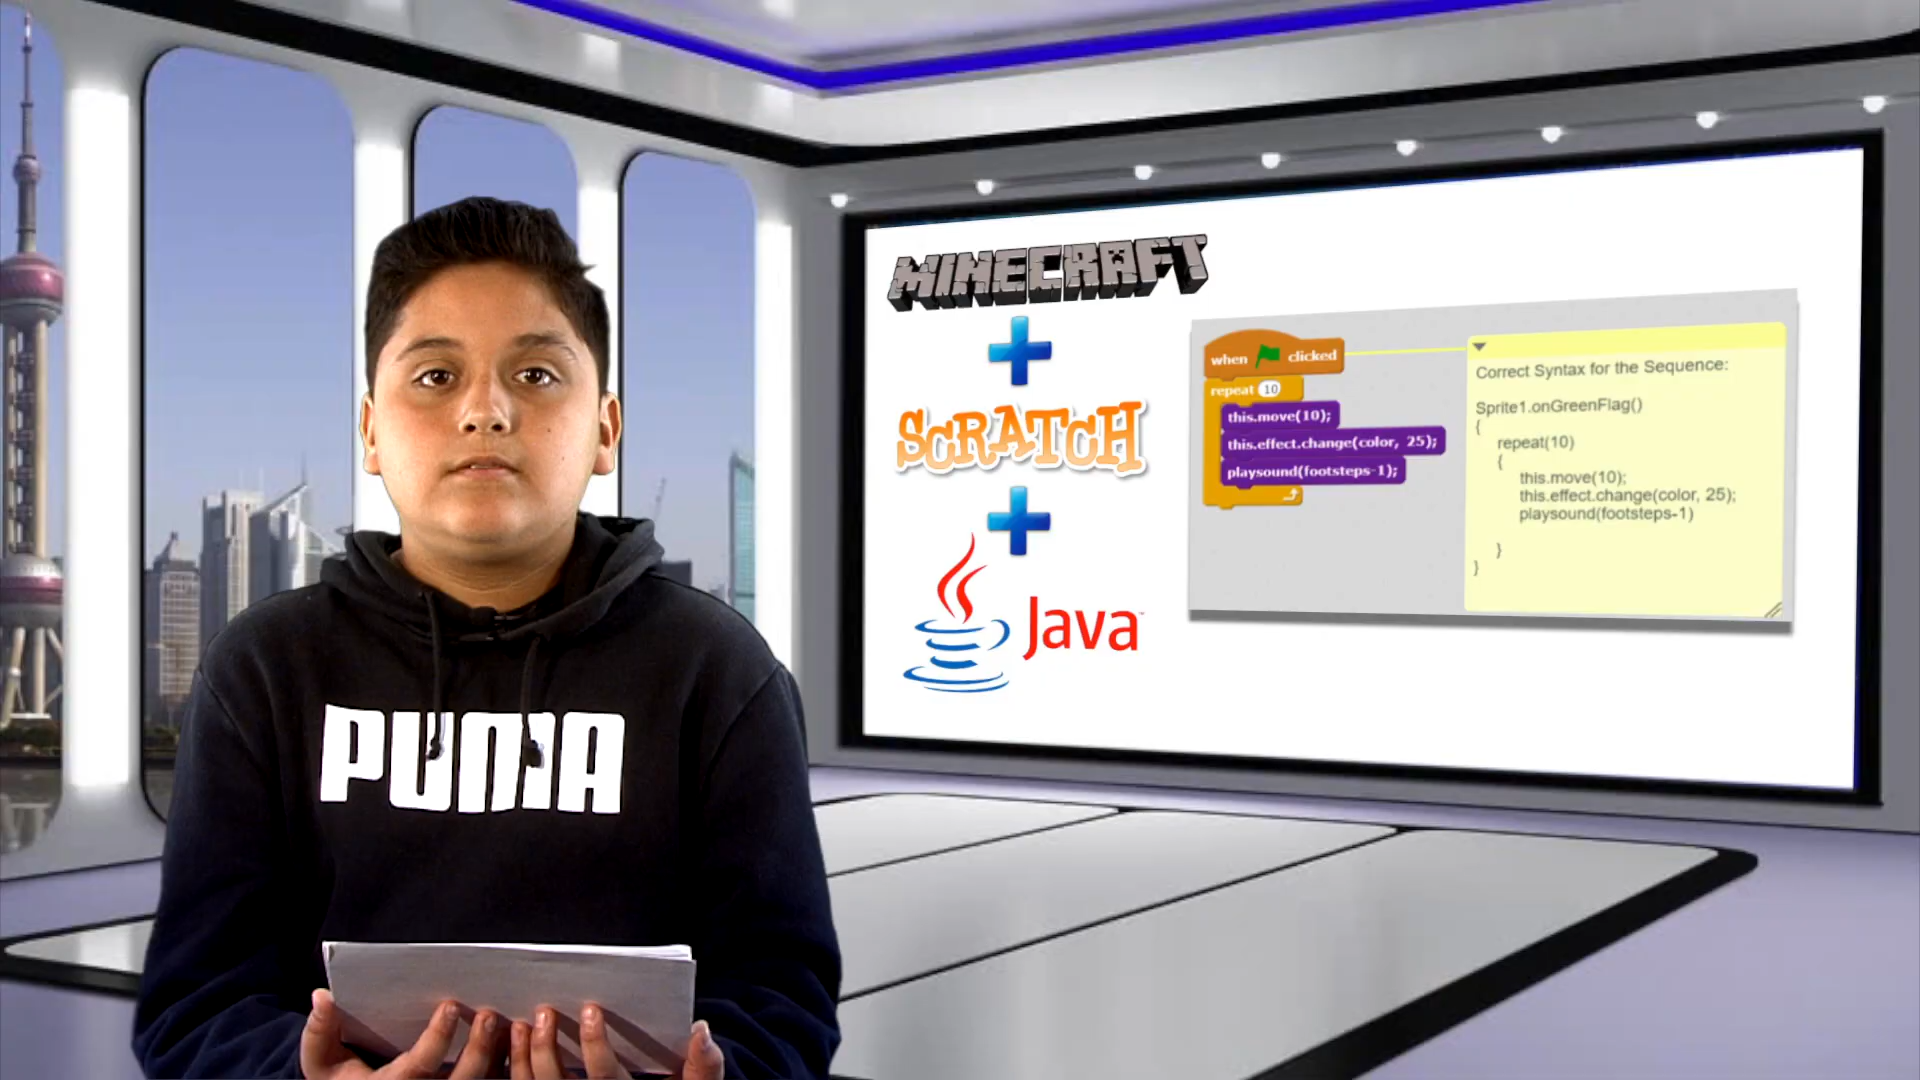 MINECRAFT
SCRATCH
Java
when clicked
repeat 10
this.move(10);
this.effect.change(color, 25);
playsound(footsteps-1);
Correct Syntax for the Sequence:
Sprite1.onGreenFlag()
{
repeat(10)
{
this.move(10);
this.effect.change(color, 25);
playsound(footsteps-1)
}
}
PUMA